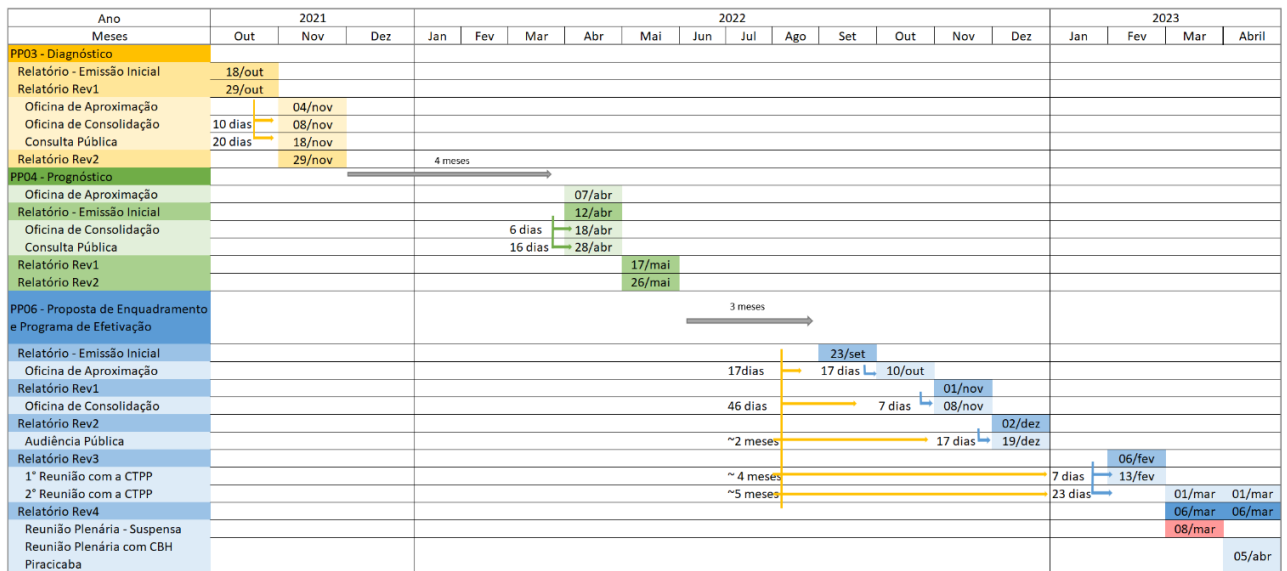 Ano 2021 2022 2023
Meses Out Nov Dez Jan Fev Mar Abr Mai Jun Jul Ago Set Out Nov Dez Jan Fev Mar Abril
PP03 - Diagnóstico
Relatório - Emissão Inicial 18/out
Relatório Rev1 29/out
Oficina de Aproximação 04/nov
Oficina de Consolidação 10 dias 08/nov
Consulta Pública 20 dias 18/nov
Relatório Rev2 29/nov 4 meses
PP04 - Prognóstico
Oficina de Aproximação 07/abr
Relatório - Emissão Inicial 12/abr
Oficina de Consolidação 6 dias 18/abr
Consulta Pública 16 dias 28/abr
Relatório Rev1 17/mai
Relatório Rev2 26/mai
PP06 - Proposta de Enquadramento 3 meses
e Programa de Efetivação
Relatório - Emissão Inicial 23/set
Oficina de Aproximação 17dias 17 dias 10/out
Relatório Rev1 01/nov
Oficina de Consolidação 46 dias 7 dias 08/nov
Relatório Rev2 02/dez
Audiência Pública ~2 meses 17 dias 19/dez
Relatório Rev3 06/fev
1° Reunião com a CTPP ~ 4 meses 7 dias 13/fev
2° Reunião com a CTPP ~5 meses 23 dias 01/mar 01/mar
Relatório Rev4 06/mar 06/mar
Reunião Plenária - Suspensa 08/mar
Reunião Plenária com CBH
Piracicaba 05/abr